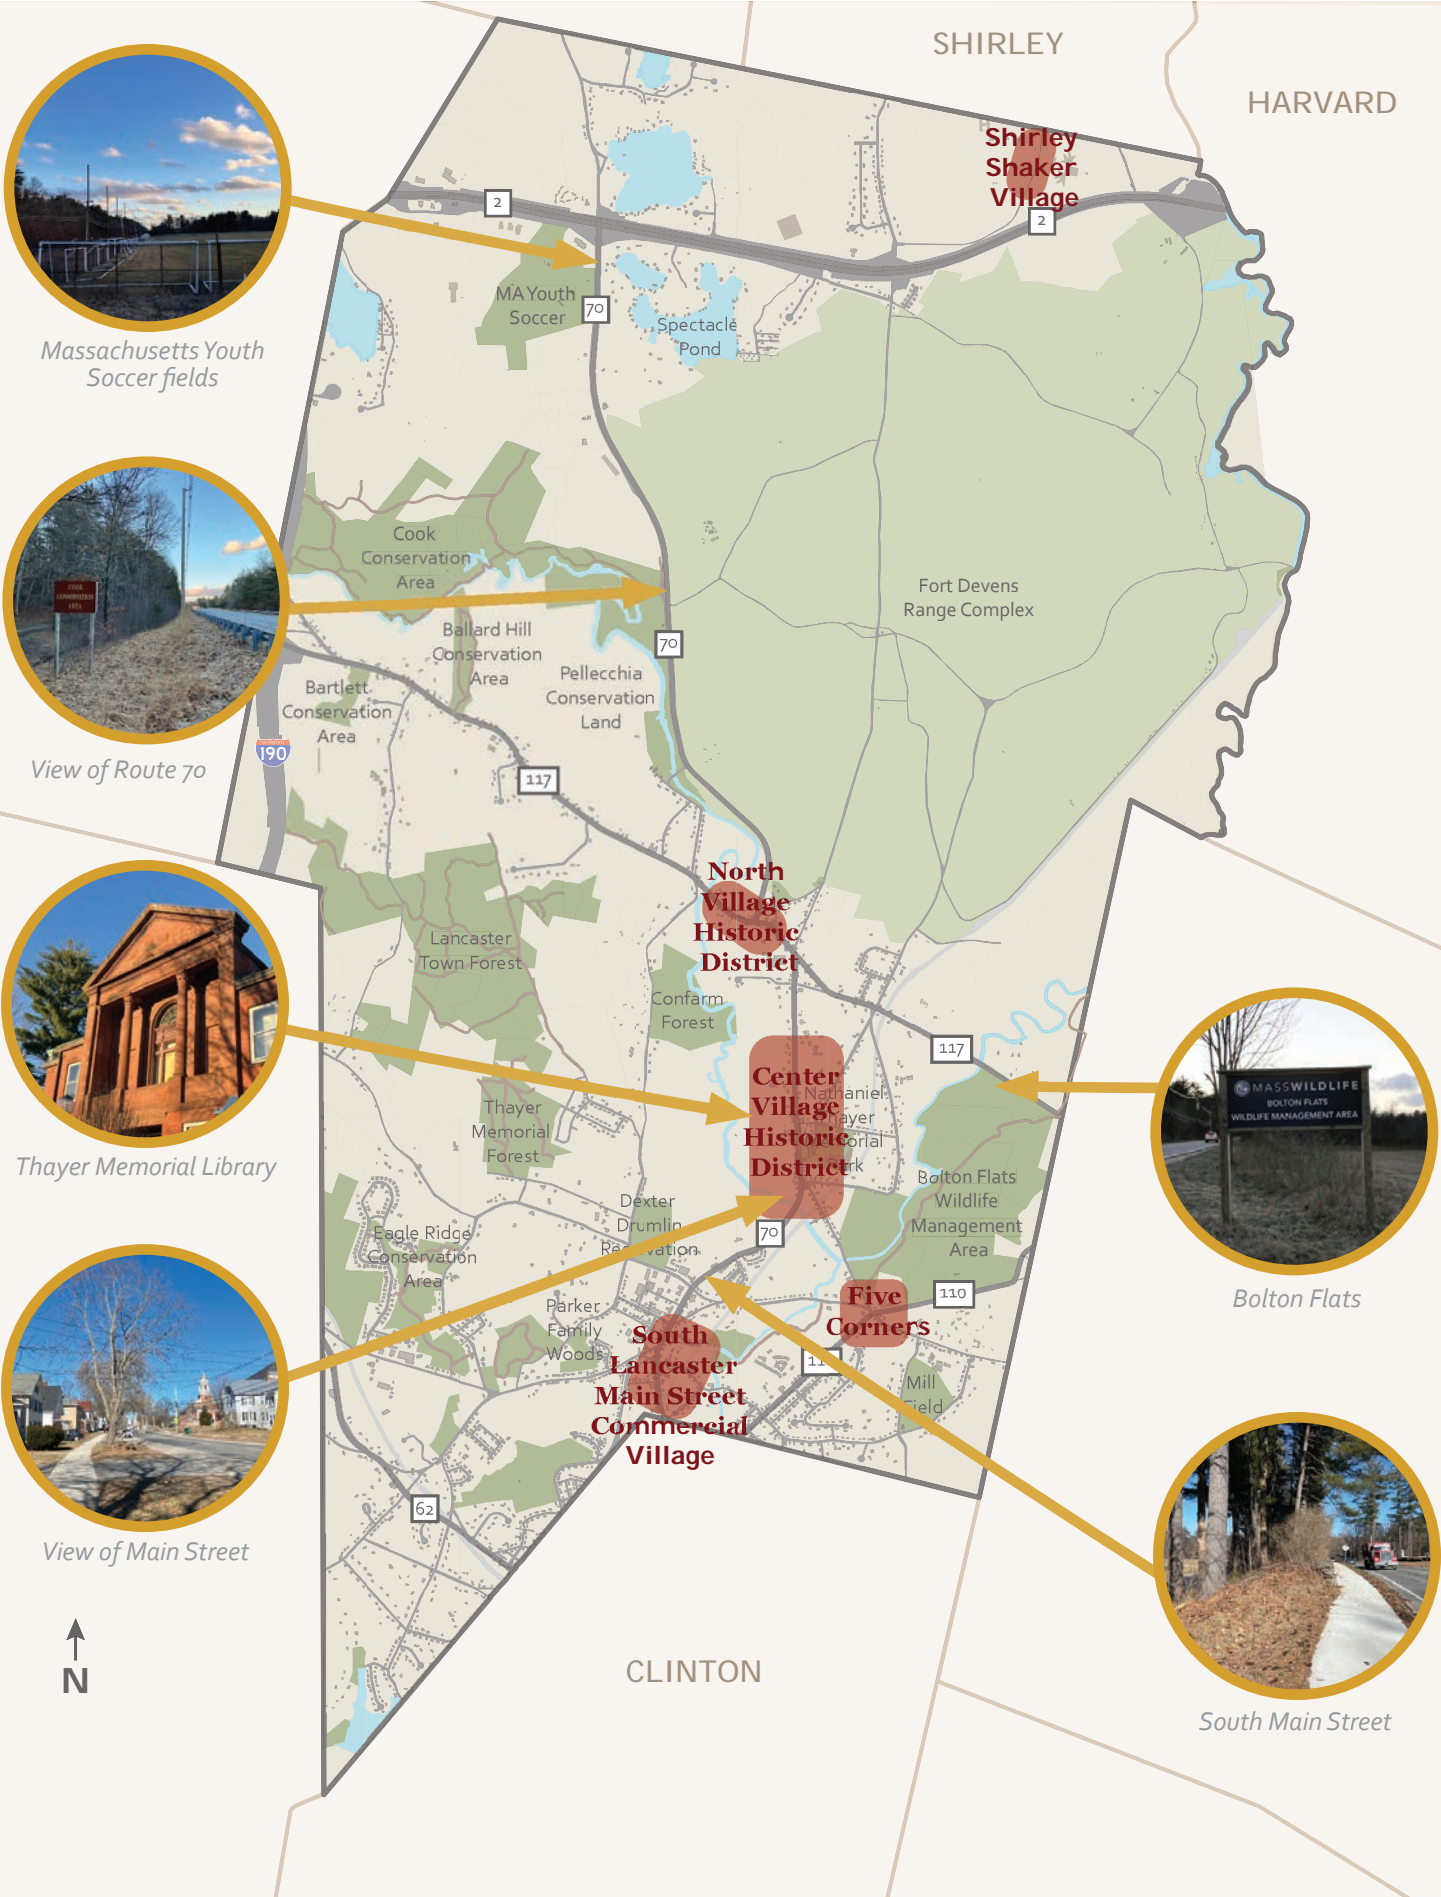 SHIRLEY
HARVARD
Shirley
Shaker
Village
2
2
MA Youth
Soccer
70
Spectacle
Pond
Massachusetts Youth
Soccer fields
COOK
CONSERVATION
AREA
Cook
Conservation
Area
Fort Devens
Range Complex
Ballard Hill
Conservation
Area
70
Pellecchia
Conservation
Land
Bartlett
Conservation
Area
190
View of Route 70
117
North
Village
Historic
District
Lancaster
Town Forest
Confarm
Forest
117
Center
Village
Historic
District
Nathaniel
Thayer Memorial Library
Thayer
Memorial
Forest
MASSWILDLIFE
BOLTON FLATS
WILDLIFE MANAGEMENT AREA
Bolton Flats
Wildlife
Management
Area
Dexter
Drumlin
70
Eagle Ridge
Conservation
Area
110
Five
Corners
Bolton Flats
Parker
Family
Woods
South
Lancaster
Main Street
Commercial
Village
Mill
62
View of Main Street
N
CLINTON
South Main Street